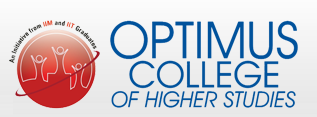 An Initiative from IIM and IIT Graduates
OPTIMUS
COLLEGE
OF HIGHER STUDIES